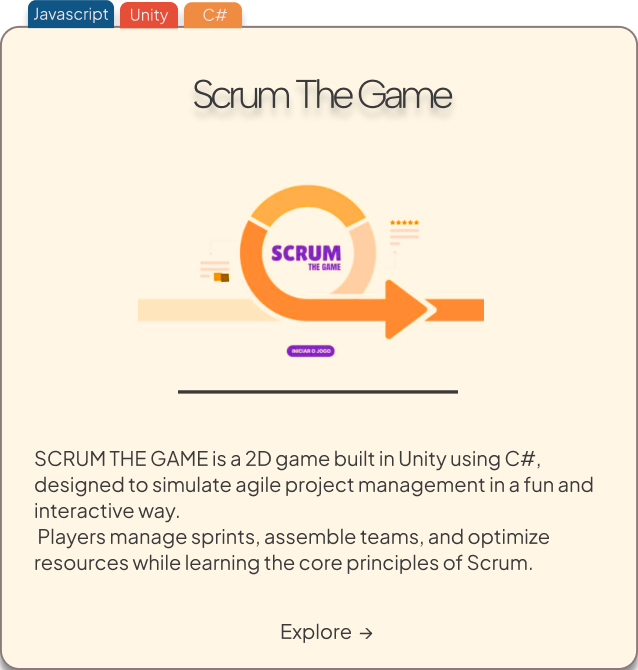 Javascript
Unity
C#
Scrum The Game
SCRUM
THE GAME
INICIAR O JOGO
SCRUM THE GAME is a 2D game built in Unity using C#,
designed to simulate agile project management in a fun and
interactive way.
Players manage sprints, assemble teams, and optimize
resources while learning the core principles of Scrum.
Explore →